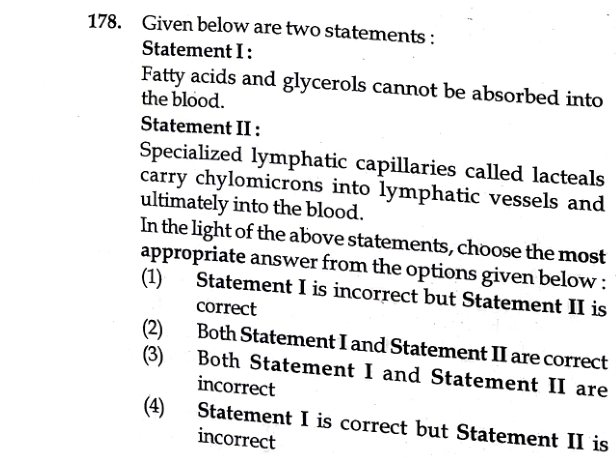 178. Given below are two statements :
Statement I :
Fatty acids and glycerols cannot be absorbed into
the blood.
Statement II :
Specialized lymphatic capillaries called lacteals
carry chylomicrons into lymphatic vessels and
ultimately into the blood.
In the light of the above statements, choose the most
appropriate answer from the options given below :
(1) Statement I is incorrect but Statement II is
correct
(2) Both Statement I and Statement II are correct
(3) Both Statement I and Statement II are
incorrect
(4) Statement I is correct but Statement II is
incorrect